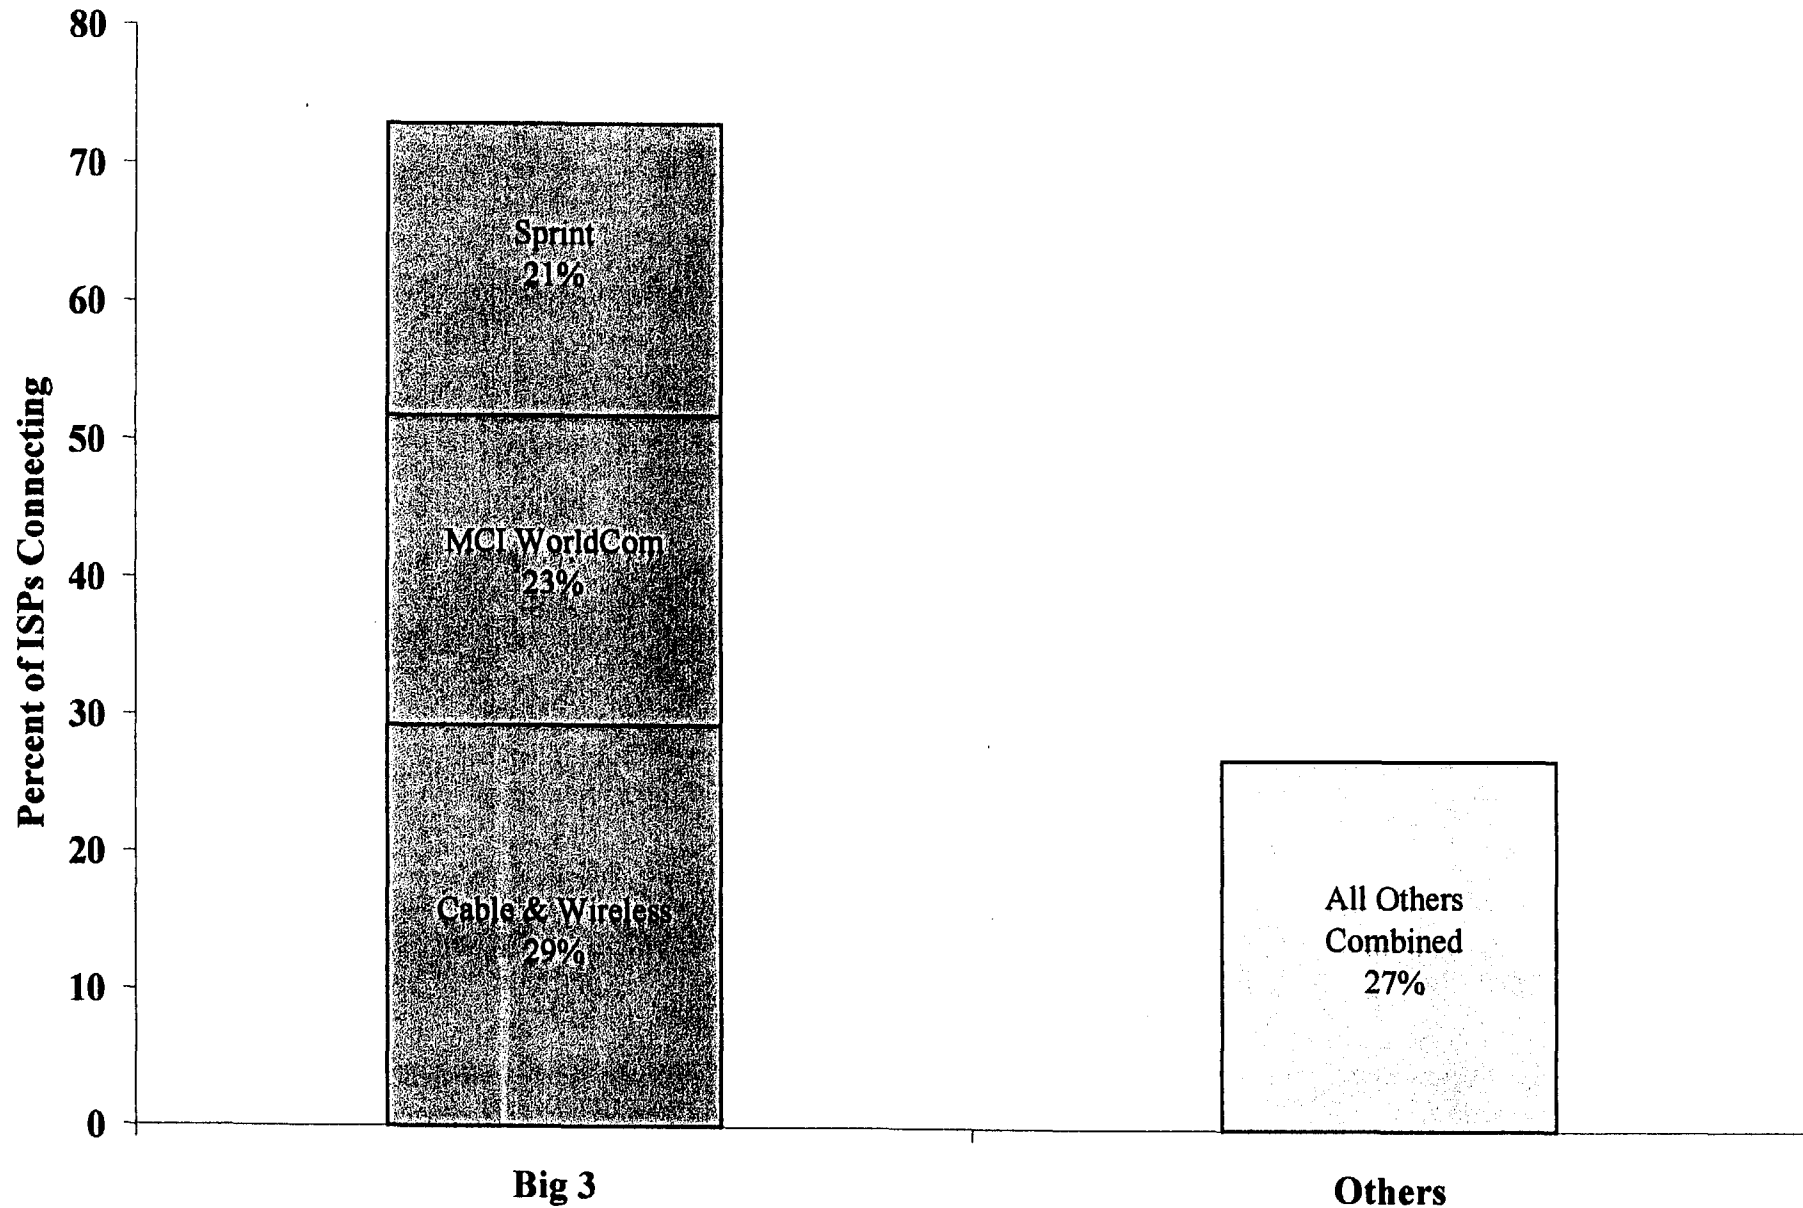 80
70
60
50
40
30
20
10
0
Percent of ISPs Connecting
Sprint
21%
MCI WorldCom
23%
Cable & Wireless
29%
All Others
Combined
27%
Big 3
Others